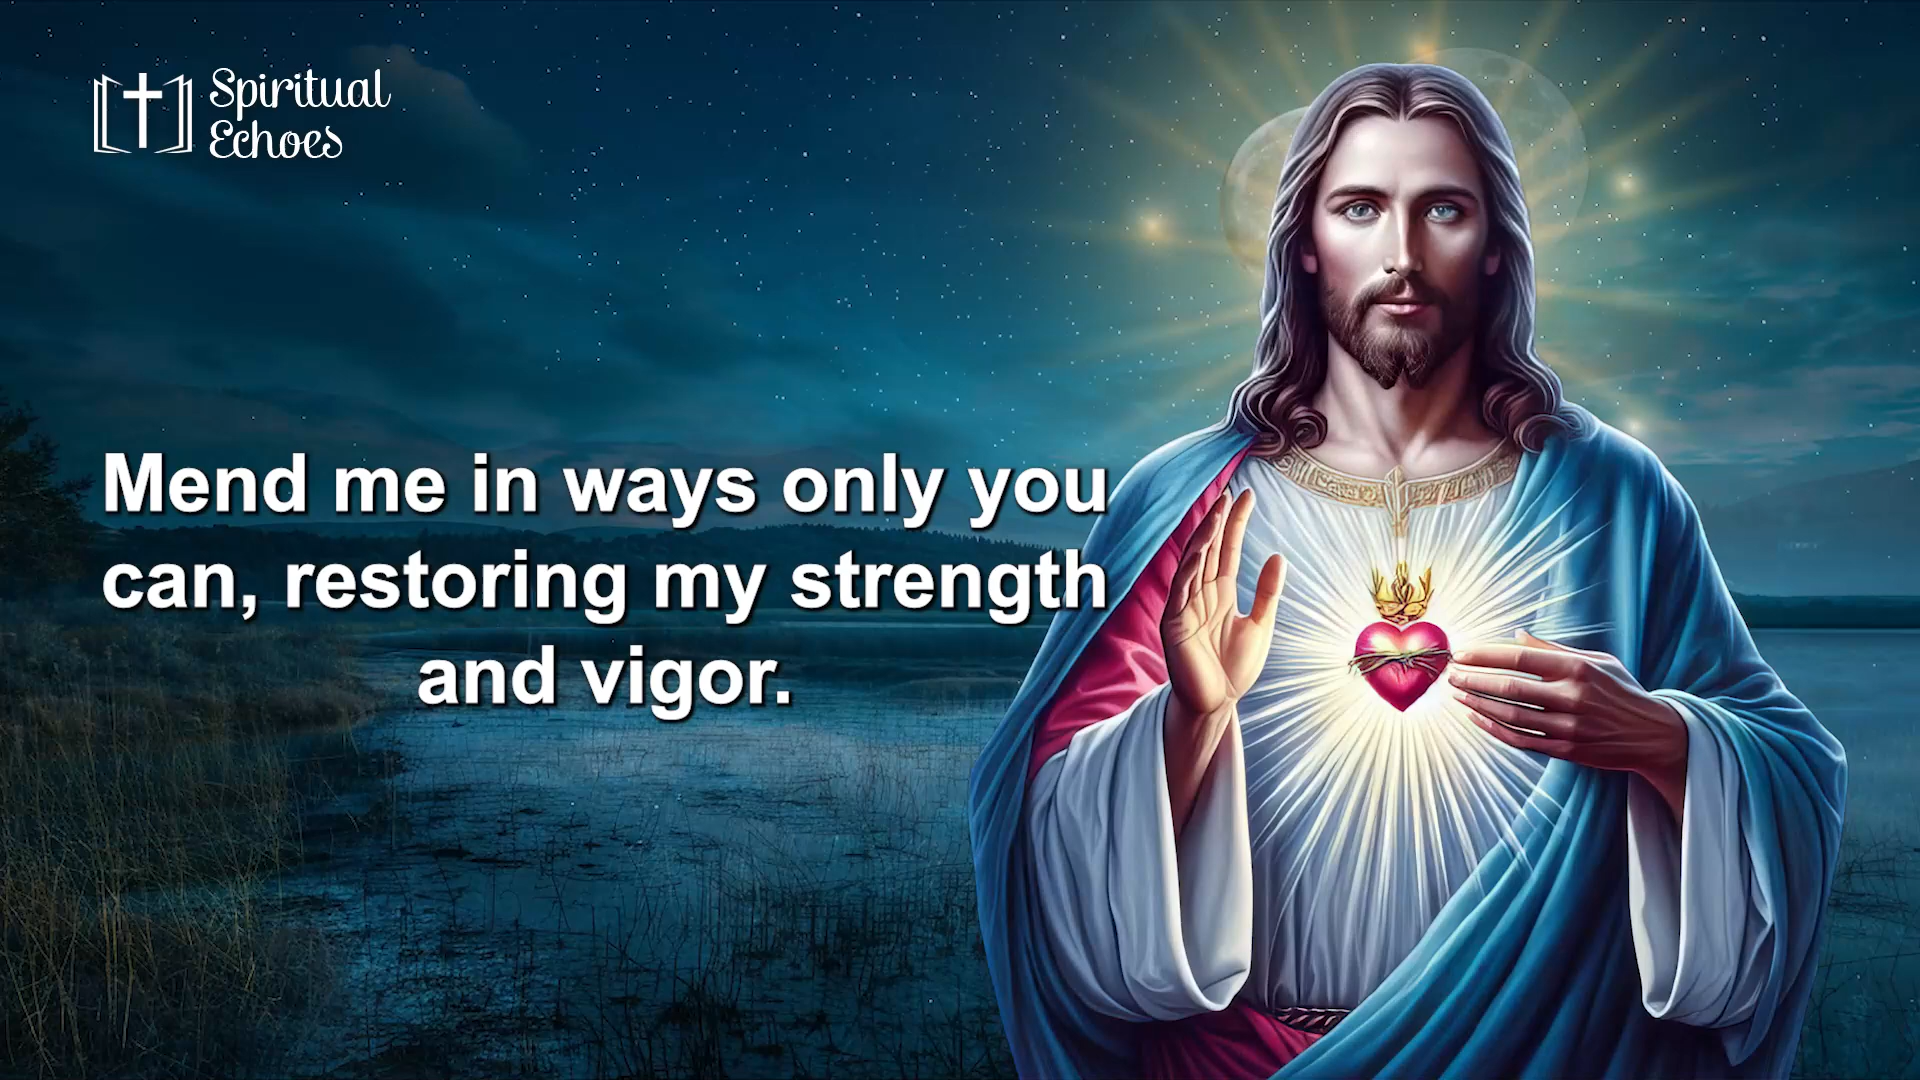 Spiritual
Echoes
Mend me in ways only you
can, restoring my strength
and vigor.